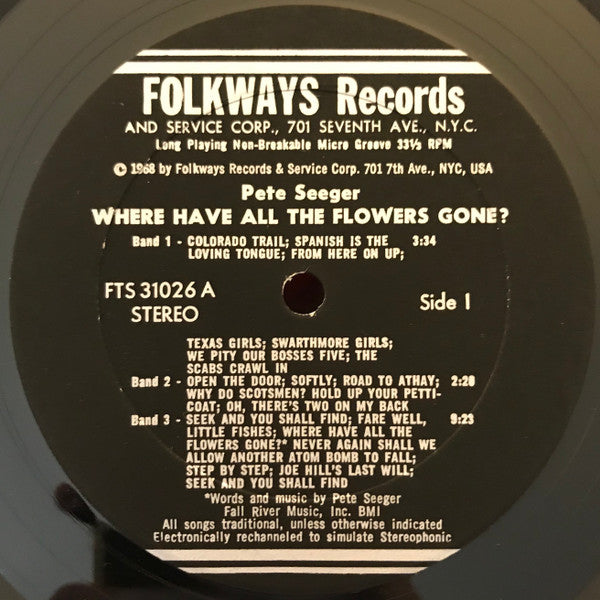 FOLKWAYS Records
AND SERVICE CORP., 701 SEVENTH AVE., N.Y.C.
Long Playing Non-Breakable Micro Groove 33⅓ RPM
© 1968 by Folkways Records & Service Corp. 701 7th Ave., NYC, USA
Pete Seeger
WHERE HAVE ALL THE FLOWERS GONE?
Band 1 - COLORADO TRAIL; SPANISH IS THE 3:34
LOVING TONGUE; FROM HERE ON UP;
FTS 31026 A
STEREO
Side 1
TEXAS GIRLS; SWARTHMORE GIRLS;
WE PITY OUR BOSSES FIVE; THE
SCABS CRAWL IN
Band 2 - OPEN THE DOOR; SOFTLY; ROAD TO ATHAY; 2:28
WHY DO SCOTSMEN? HOLD UP YOUR PETTI-
COAT; OH, THERE'S TWO ON MY BACK
Band 3 - SEEK AND YOU SHALL FIND; FARE WELL, 9:23
LITTLE FISHES; WHERE HAVE ALL THE
FLOWERS GONE?* NEVER AGAIN SHALL WE
ALLOW ANOTHER ATOM BOMB TO FALL;
STEP BY STEP; JOE HILL'S LAST WILL;
SEEK AND YOU SHALL FIND
*Words and music by Pete Seeger
Fall River Music, Inc. BMI
All songs traditional, unless otherwise indicated
Electronically rechanneled to simulate Stereophonic